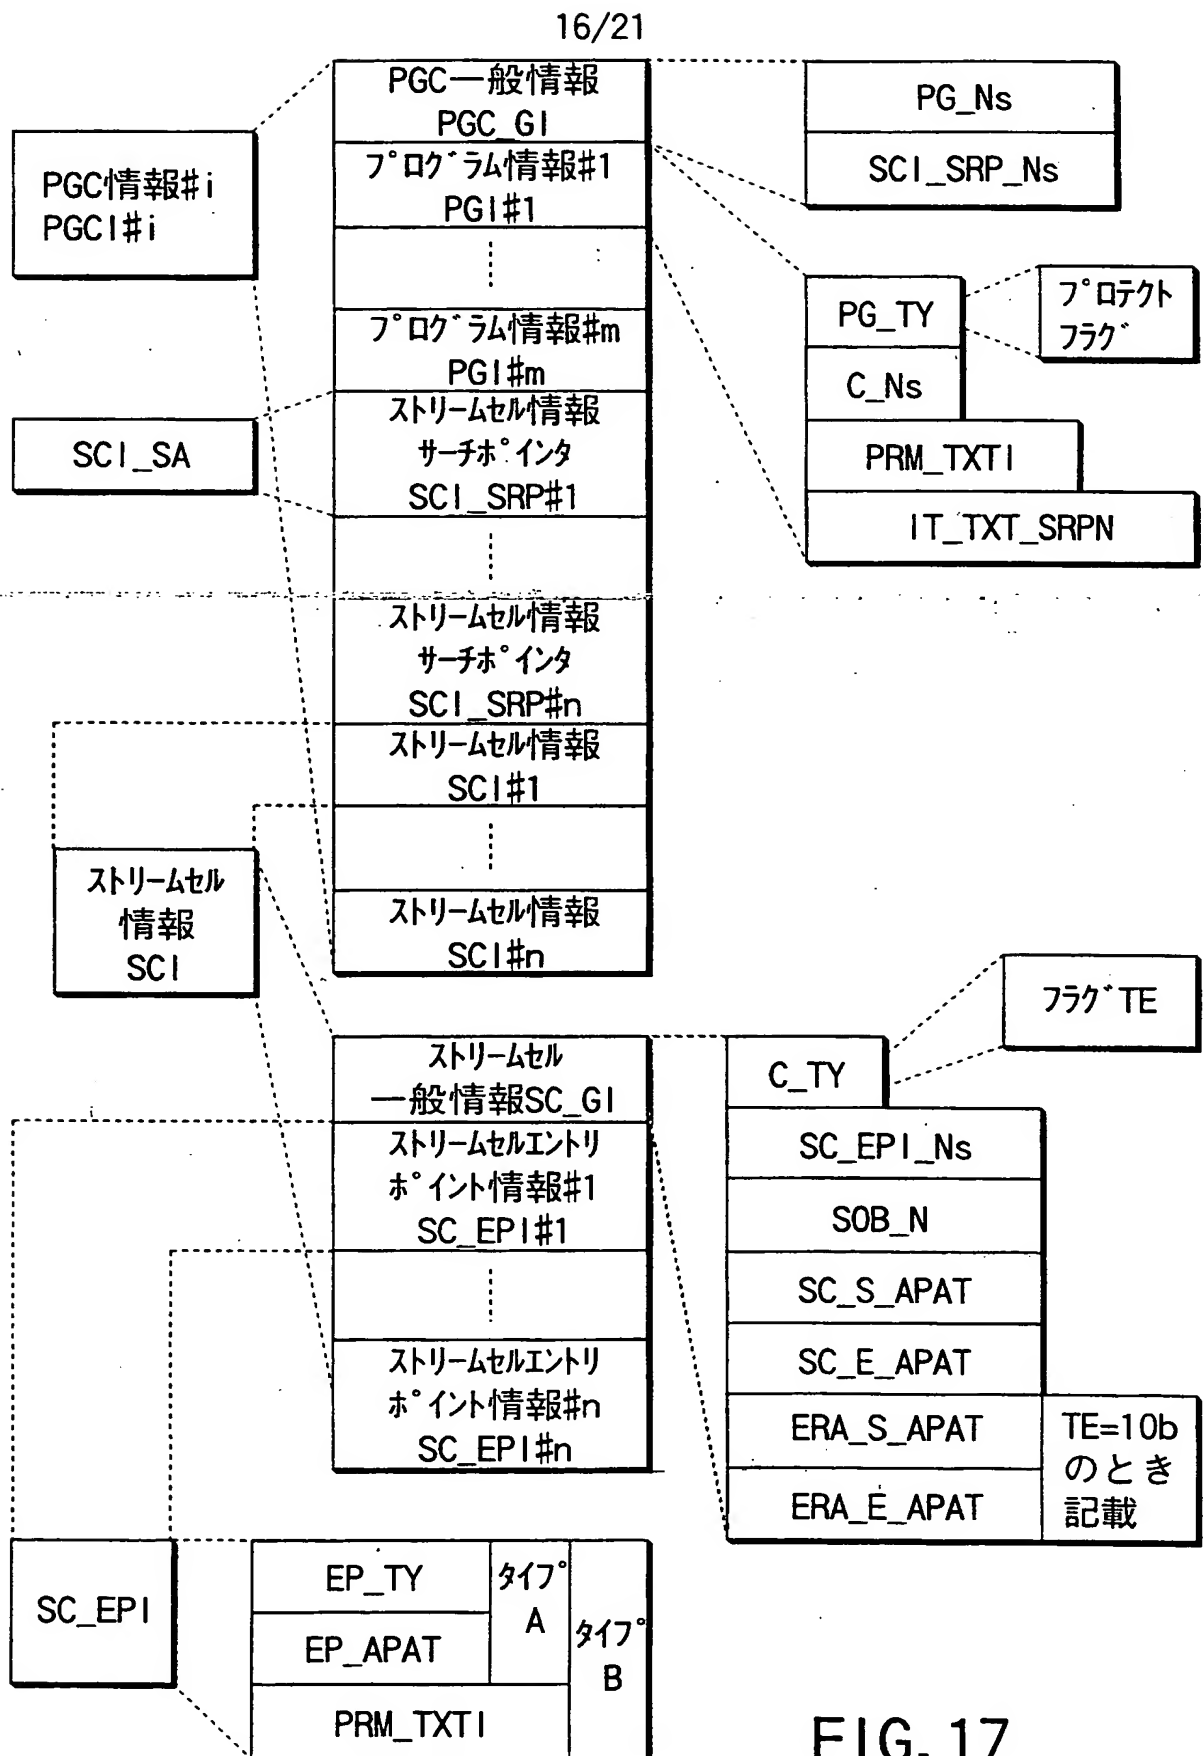 16/21
PGC情報#i
PGCI#i
PGC一般情報
PGC_GI
プログラム情報#1
PGI#1
プログラム情報#m
PGI#m
ストリームセル情報
サーチポインタ
SCI_SRP#1
ストリームセル情報
サーチポインタ
SCI_SRP#n
ストリームセル情報
SCI#1
ストリームセル情報
SCI#n
PG_Ns
SCI_SRP_Ns
PG_TY
C_Ns
PRM_TXTI
IT_TXT_SRPN
プロテクト
フラグ
SCI_SA
ストリームセル
情報
SCI
ストリームセル
一般情報SC_GI
ストリームセルエントリ
ポイント情報#1
SC_EPI#1
ストリームセルエントリ
ポイント情報#n
SC_EPI#n
C_TY
SC_EPI_Ns
SOB_N
SC_S_APAT
SC_E_APAT
ERA_S_APAT
ERA_E_APAT
フラグTE
TE=10b
のとき
記載
SC_EPI
EP_TY
EP_APAT
PRM_TXTI
タイプ
A
タイプ
B
FIG. 17